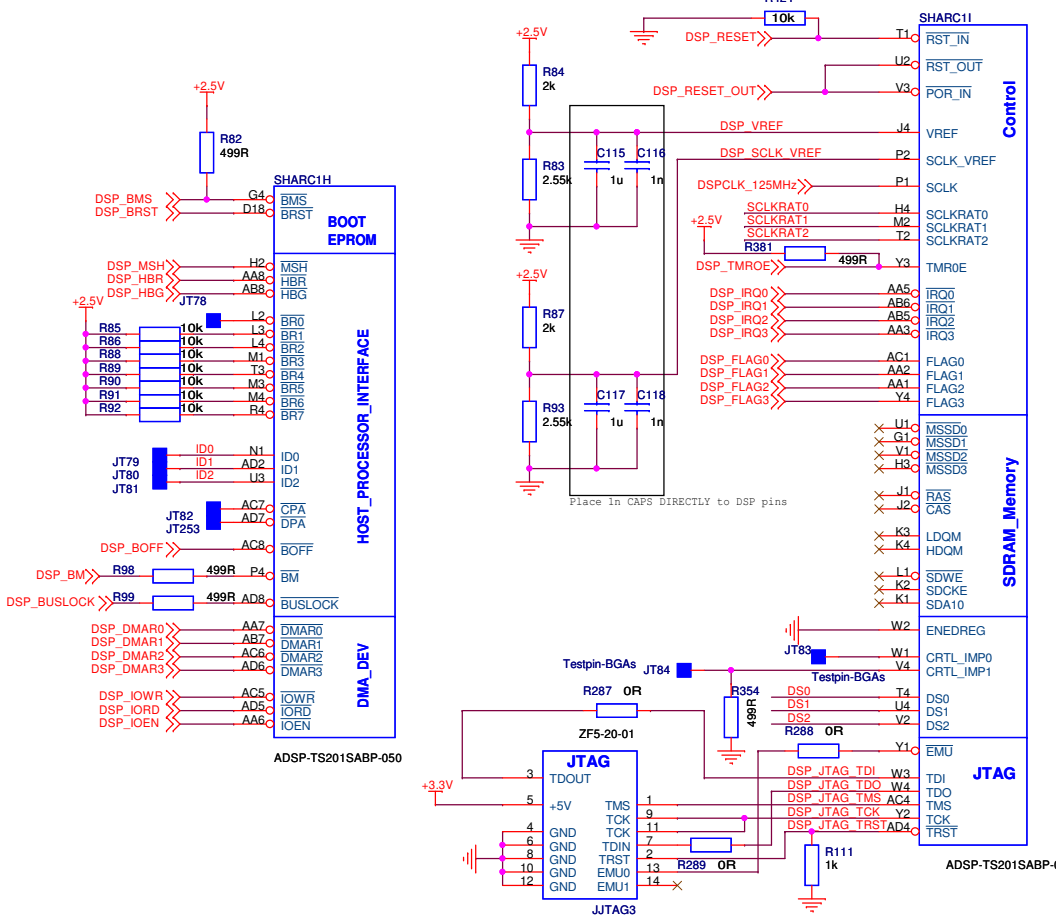 +2.5V
R82
499R
SHARC1H
DSP_BMS G4 BMS
DSP_BRST D18 BRST
BOOT
EPROM
DSP_MSH H2 MSH
DSP_HBR AA8 HBR
DSP_HBG AB8 HBG
+2.5V
JT78
L2 BR0
R85 10k L3 BR1
R86 10k L4 BR2
R88 10k M1 BR3
R89 10k T3 BR4
R90 10k M3 BR5
R91 10k M4 BR6
R92 10k R4 BR7
HOST_PROCESSOR_INTERFACE
ID0 N1 ID0
JT79 ID1 AD2 ID1
JT80 ID2 U3 ID2
JT81
AC7 CPA
JT82 AD7 DPA
JT253
DSP_BOFF AC8 BOFF
DSP_BM R98 499R P4 BM
DSP_BUSLOCK R99 499R AD8 BUSLOCK
DSP_DMAR0 AA7 DMAR0
DSP_DMAR1 AB7 DMAR1
DSP_DMAR2 AC6 DMAR2
DSP_DMAR3 AD6 DMAR3
DMA_DEV
DSP_IOWR AC5 IOWR
DSP_IORD AD5 IORD
DSP_IOEN AA6 IOEN
ADSP-TS201SABP-050
10k
SHARC1I
DSP_RESET T1 RST_IN
U2 RST_OUT
DSP_RESET_OUT V3 POR_IN
Control
+2.5V
R84
2k
DSP_VREF J4 VREF
R83
2.55k
C115
1u
C116
1n
DSP_SCLK_VREF P2 SCLK_VREF
DSPCLK_125MHz P1 SCLK
SCLKRAT0 H4 SCLKRAT0
SCLKRAT1 M2 SCLKRAT1
SCLKRAT2 T2 SCLKRAT2
+2.5V
R381
499R
DSP_TMROE Y3 TMR0E
+2.5V
R87
2k
DSP_IRQ0 AA5 IRQ0
DSP_IRQ1 AB6 IRQ1
DSP_IRQ2 AB5 IRQ2
DSP_IRQ3 AA3 IRQ3
DSP_FLAG0 AC1 FLAG0
DSP_FLAG1 AA2 FLAG1
DSP_FLAG2 AA1 FLAG2
DSP_FLAG3 Y4 FLAG3
R93
2.55k
C117
1u
C118
1n
Place 1n CAPS DIRECTLY to DSP pins
U1 MSSD0
G1 MSSD1
V1 MSSD2
H3 MSSD3
J1 RAS
J2 CAS
K3 LDQM
K4 HDQM
L1 SDWE
K2 SDCKE
K1 SDA10
SDRAM_Memory
W2 ENEDREG
JT83 W1 CRTL_IMP0
Testpin-BGAs JT84 V4 CRTL_IMP1
Testpin-BGAs
R354
499R
DS0 T4 DS0
DS1 U4 DS1
DS2 V2 DS2
R287 0R
ZF5-20-01
R288 0R
Y1 EMU
JTAG
DSP_JTAG_TDI W3 TDI
DSP_JTAG_TDO W4 TDO
DSP_JTAG_TMS AC4 TMS
DSP_JTAG_TCK Y2 TCK
DSP_JTAG_TRST AD4 TRST
R111
1k
ADSP-TS201SABP-
JTAG
+3.3V
3 TDOUT
5 +5V TMS 1
TCK 9
4 GND TCK 11
6 GND TDIN 7
8 GND TRST 2
10 GND EMU0 13
12 GND EMU1 14
R289 0R
JJTAG3